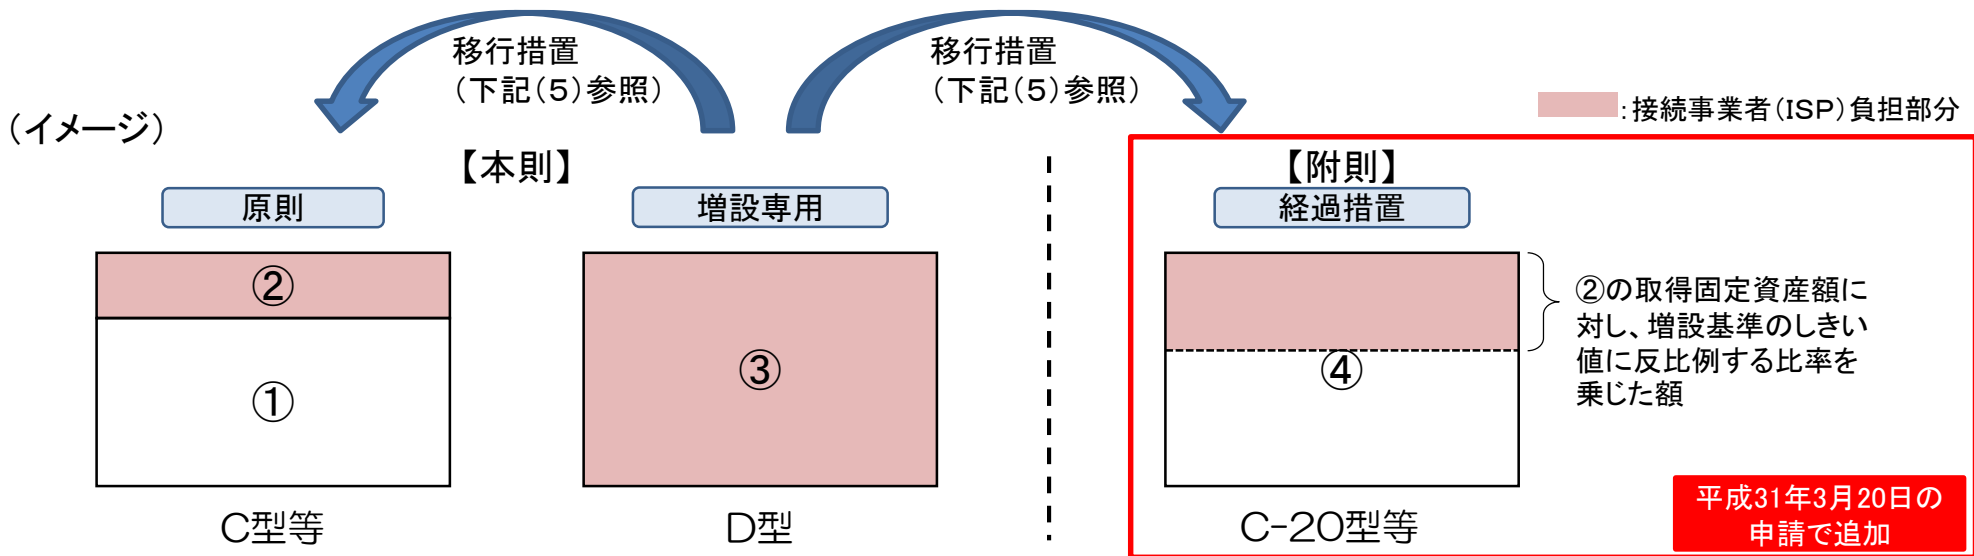 移行措置
（下記（５）参照）
移行措置
（下記（５）参照）
（イメージ）
：接続事業者（ISP）負担部分
【本則】
【附則】
原則
増設専用
経過措置
②
①
③
④
②の取得固定資産額に
対し、増設基準のしきい
値に反比例する比率を
乗じた額
C型等
D型
C-20型等
平成31年3月20日の
申請で追加